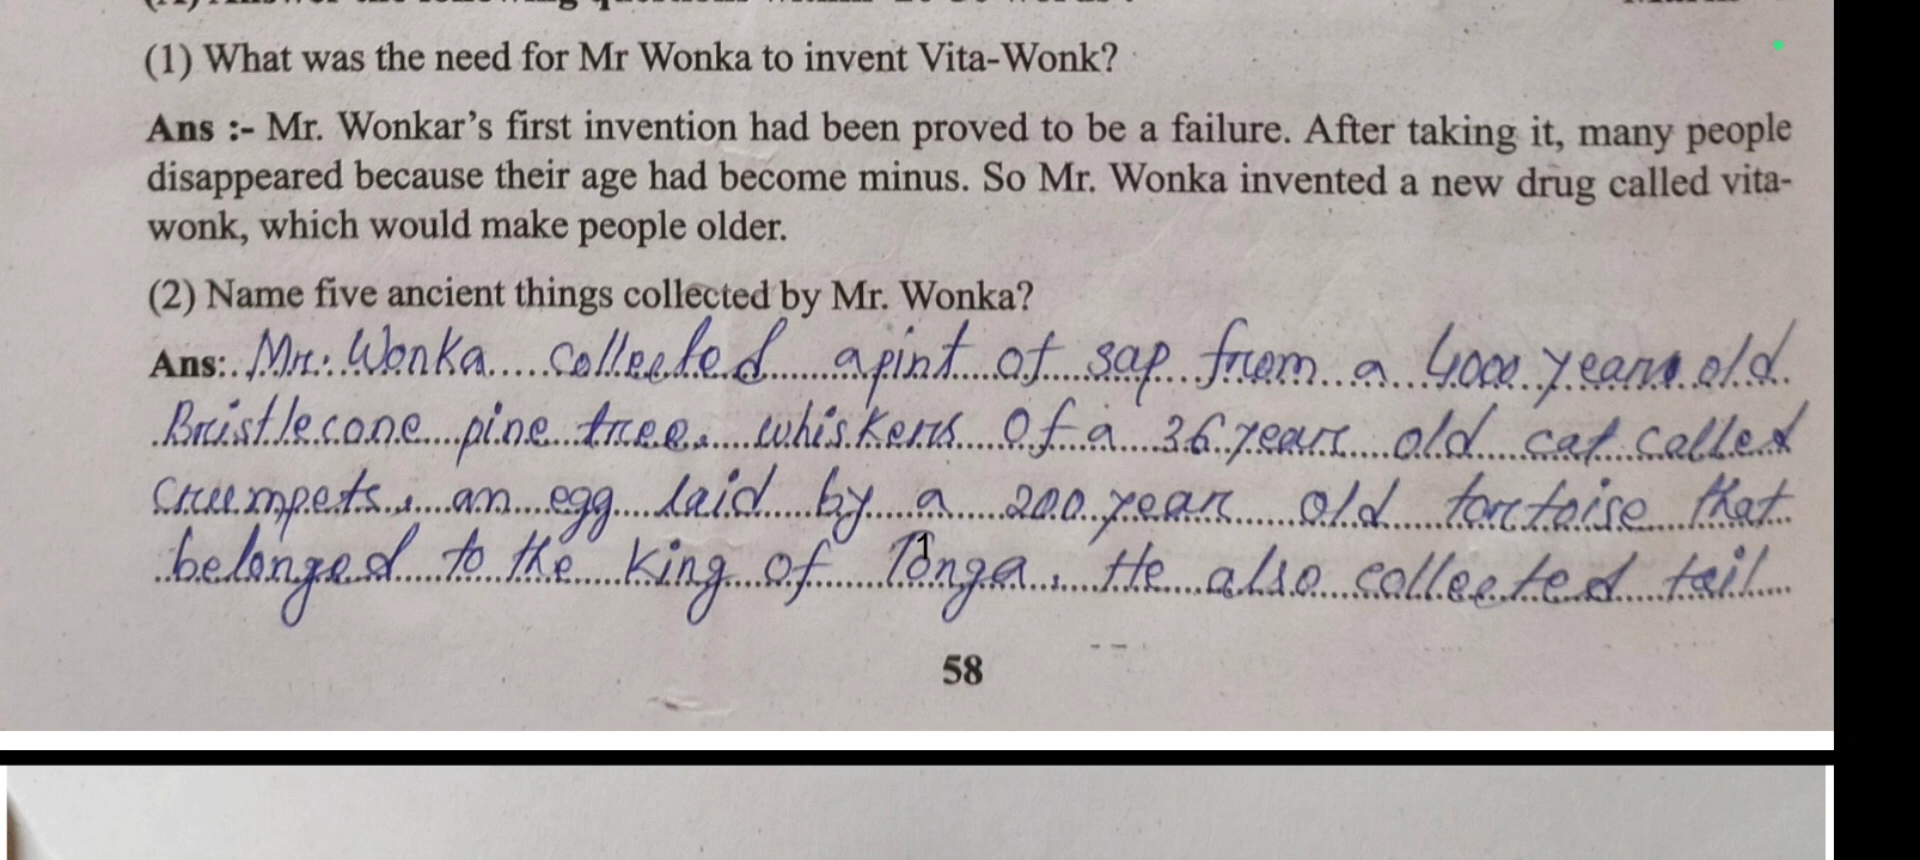 (1) What was the need for Mr Wonka to invent Vita-Wonk?
Ans :- Mr. Wonkar's first invention had been proved to be a failure. After taking it, many people
disappeared because their age had become minus. So Mr. Wonka invented a new drug called vita-
wonk, which would make people older.
(2) Name five ancient things collected by Mr. Wonka?
Ans: Mr. Wonka collected a pint of sap from a 4000 years old
Bristlecone pine tree, whiskers of a 36 years old cat called
Crumpets, an egg laid by a 200 year old tortoise that
belonged to the King of Tonga. He also collected tail
58